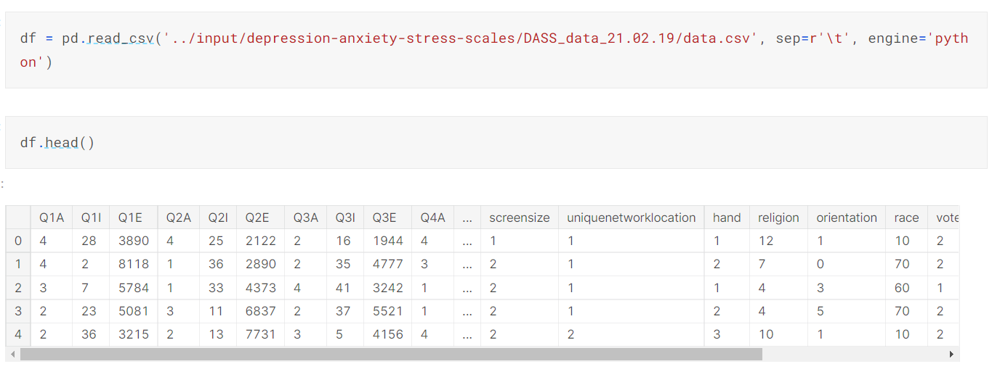 df = pd.read_csv('../input/depression-anxiety-stress-scales/DASS_data_21.02.19/data.csv', sep=r'\t', engine='pyth
on')
df.head()
:
Q1A Q1I Q1E Q2A Q2I Q2E Q3A Q3I Q3E Q4A ... screensize uniquenetworklocation hand religion orientation race vote
0 4 28 3890 4 25 2122 2 16 1944 4 ... 1 1 1 12 1 10 2
1 4 2 8118 1 36 2890 2 35 4777 3 ... 2 1 2 7 0 70 2
2 3 7 5784 1 33 4373 4 41 3242 1 ... 2 1 1 4 3 60 1
3 2 23 5081 3 11 6837 2 37 5521 1 ... 2 1 2 4 5 70 2
4 2 36 3215 2 13 7731 3 5 4156 4 ... 2 2 3 10 1 10 2